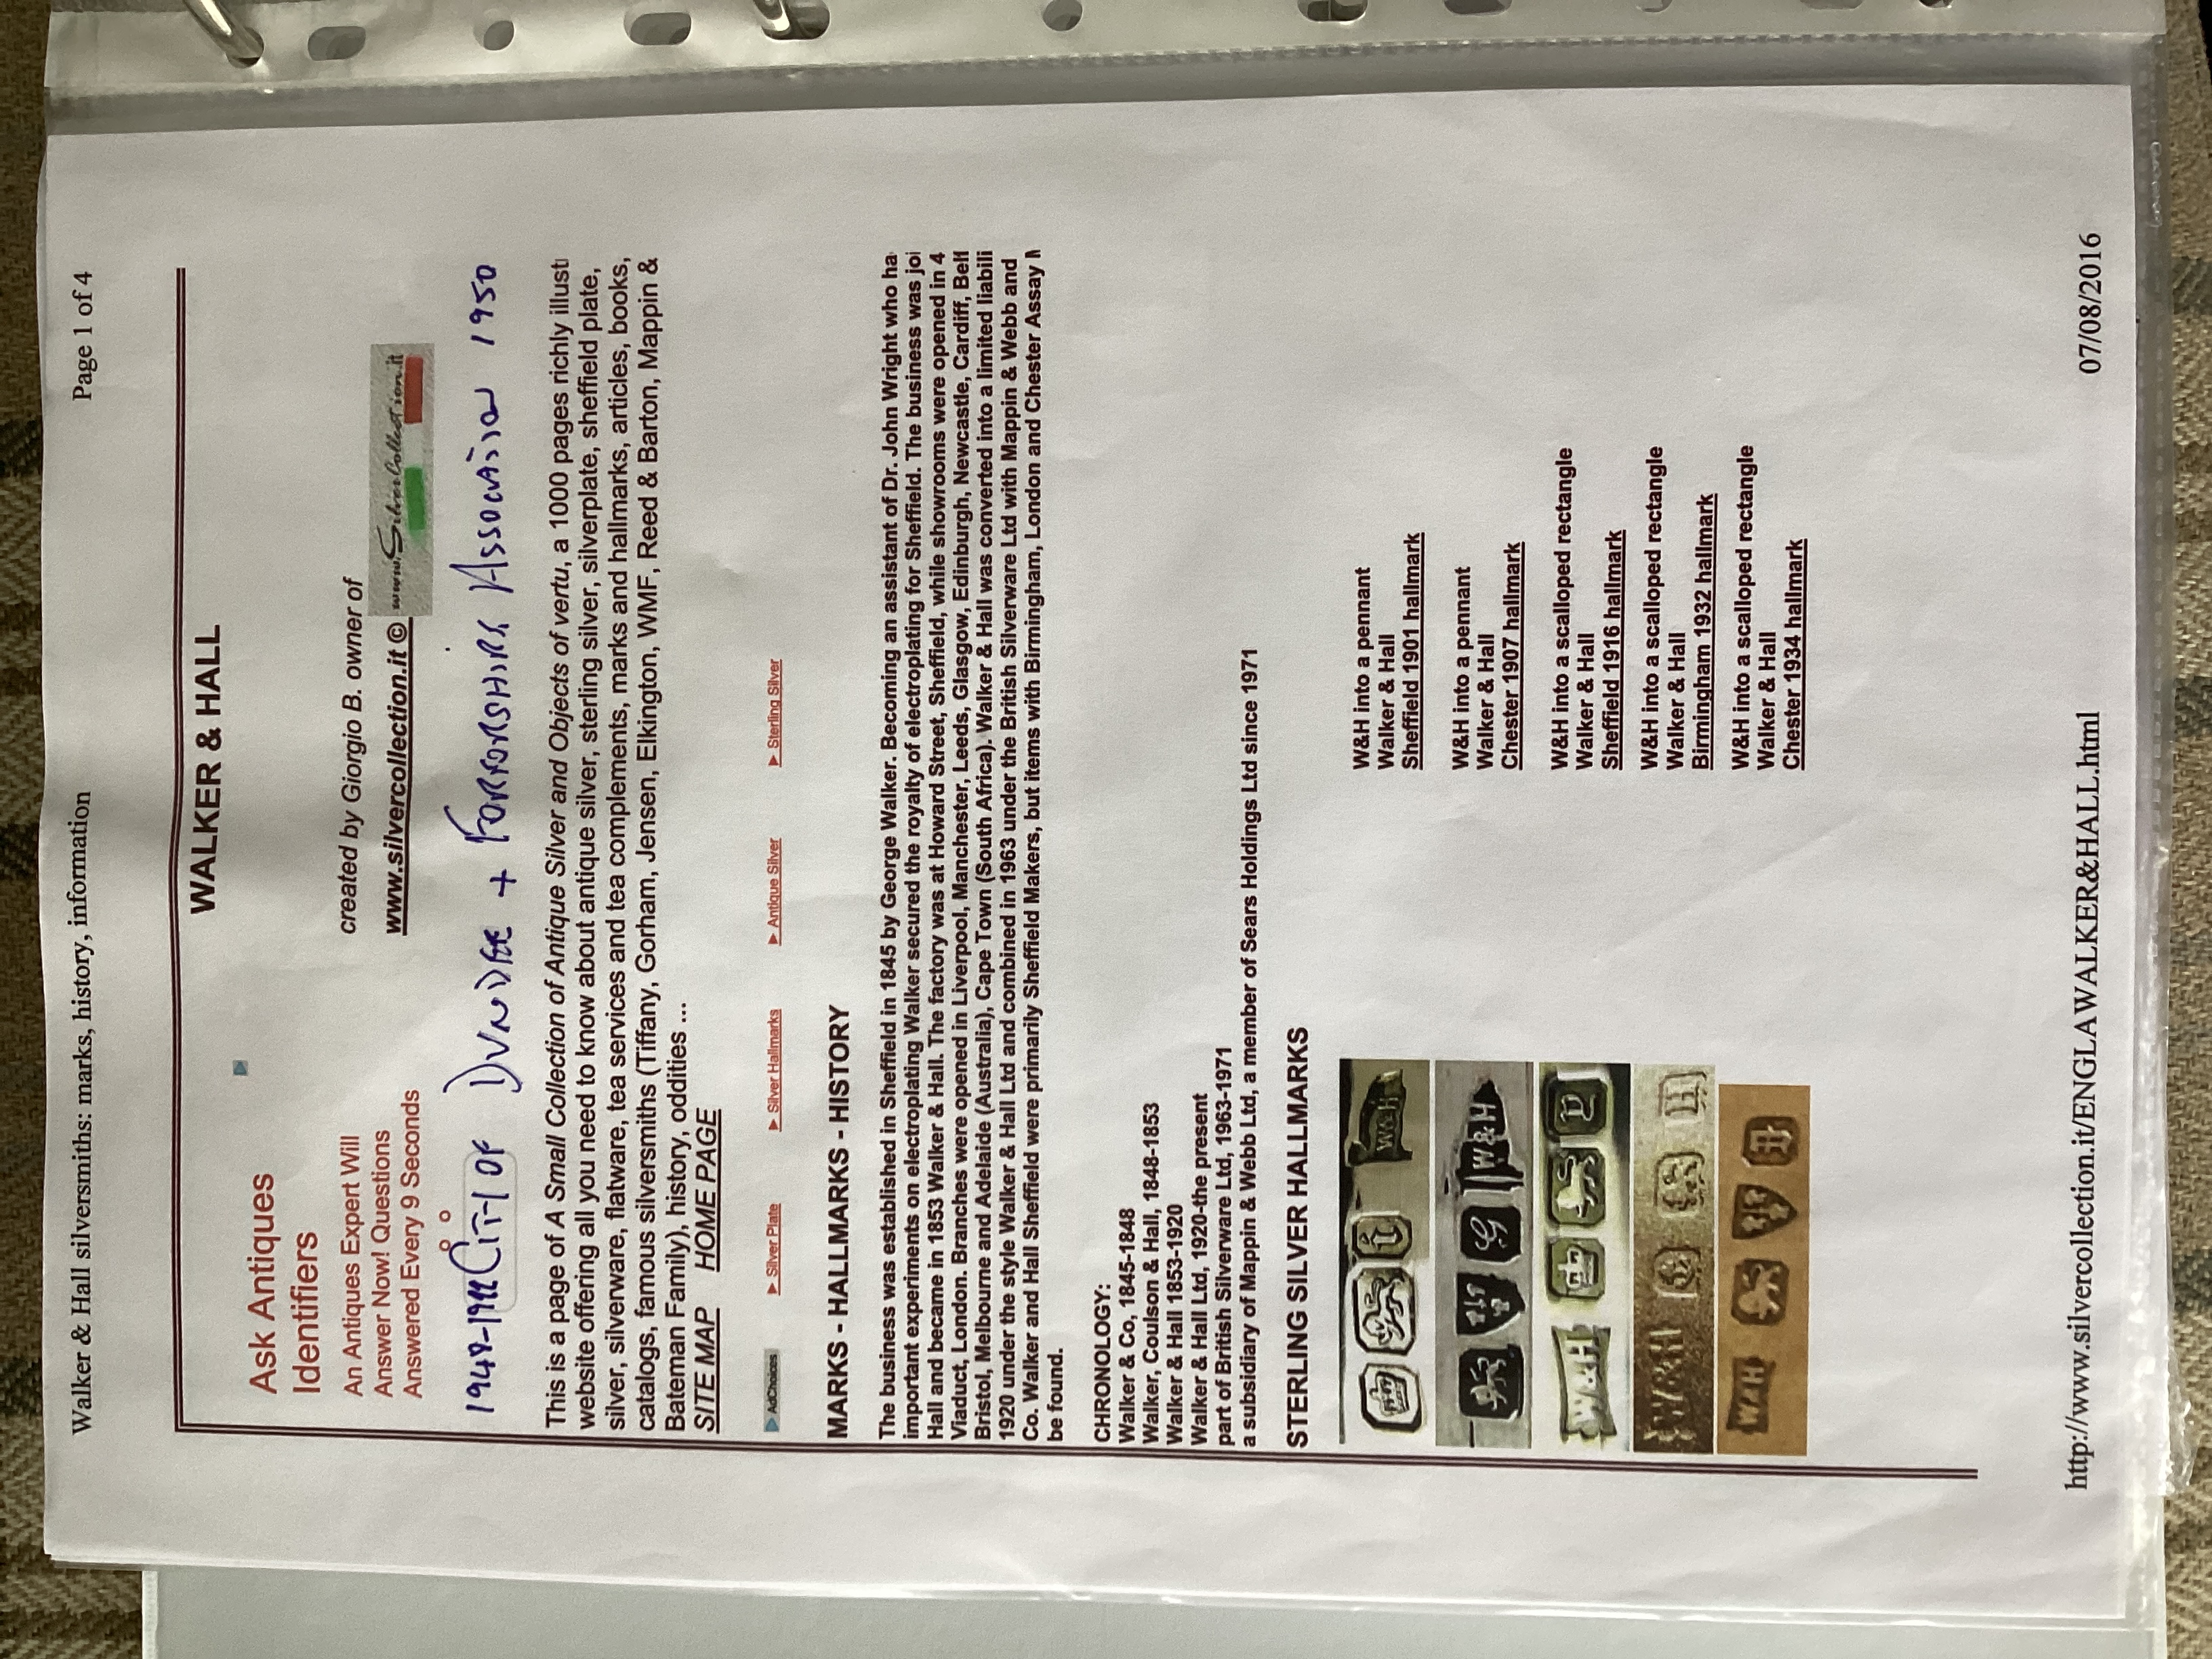 Walker & Hall silversmiths: marks, history, information Page 1 of 4
WALKER & HALL
Ask Antiques
Identifiers
An Antiques Expert Will
Answer Now! Questions
Answered Every 9 Seconds
created by Giorgio B. owner of
www.silvercollection.it ©
www.SilverCollection.it
City of Dundee + Forfarshire Association 1950
This is a page of A Small Collection of Antique Silver and Objects of vertu, a 1000 pages richly illust
website offering all you need to know about antique silver, sterling silver, silverplate, sheffield plate,
silver, silverware, flatware, tea services and tea complements, marks and hallmarks, articles, books,
catalogs, famous silversmiths (Tiffany, Gorham, Jensen, Elkington, WMF, Reed & Barton, Mappin &
Bateman Family), history, oddities ...
SITE MAP HOME PAGE
AdChoices ► Silver Plate ► Silver Hallmarks ► Antique Silver ► Sterling Silver
MARKS - HALLMARKS - HISTORY
The business was established in Sheffield in 1845 by George Walker. Becoming an assistant of Dr. John Wright who ha
important experiments on electroplating Walker secured the royalty of electroplating for Sheffield. The business was joi
Hall and became in 1853 Walker & Hall. The factory was at Howard Street, Sheffield, while showrooms were opened in 4
Viaduct, London. Branches were opened in Liverpool, Manchester, Leeds, Glasgow, Edinburgh, Newcastle, Cardiff, Belf
Bristol, Melbourne and Adelaide (Australia), Cape Town (South Africa). Walker & Hall was converted into a limited liabili
1920 under the style Walker & Hall Ltd and combined in 1963 under the British Silverware Ltd with Mappin & Webb and
Co. Walker and Hall Sheffield were primarily Sheffield Makers, but items with Birmingham, London and Chester Assay
be found.
CHRONOLOGY:
Walker & Co, 1845-1848
Walker, Coulson & Hall, 1848-1853
Walker & Hall 1853-1920
Walker & Hall Ltd, 1920-the present
part of British Silverware Ltd, 1963-1971
a subsidiary of Mappin & Webb Ltd, a member of Sears Holdings Ltd since 1971
STERLING SILVER HALLMARKS
W&H
W&H into a pennant
Walker & Hall
Sheffield 1901 hallmark
W&H
W&H into a pennant
Walker & Hall
Chester 1907 hallmark
W&H
W&H into a scalloped rectangle
Walker & Hall
Sheffield 1916 hallmark
W&H H
W&H into a scalloped rectangle
Walker & Hall
Birmingham 1932 hallmark
W&H
W&H into a scalloped rectangle
Walker & Hall
Chester 1934 hallmark
http://www.silvercollection.it/ENGLAWALKER&HALL.html 07/08/2016